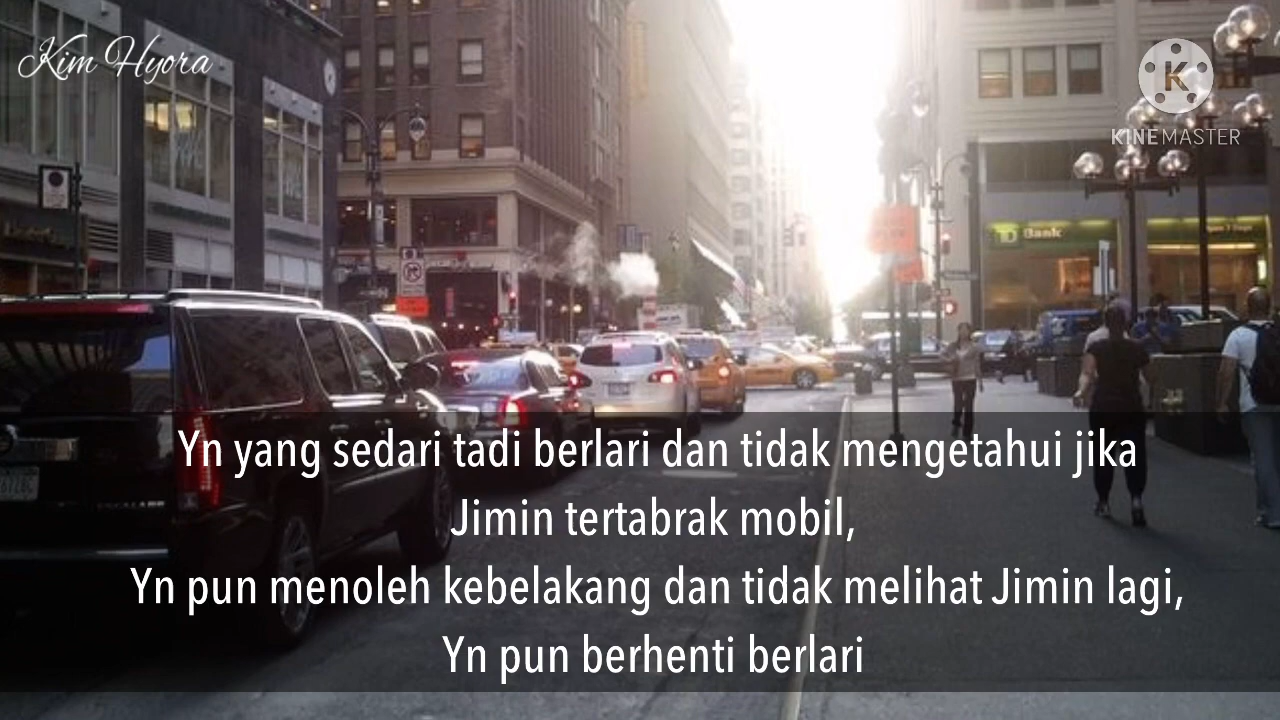 Kim Hyora
K
KINEMASTER
TD Bank
Yn yang sedari tadi berlari dan tidak mengetahui jika
Jimin tertabrak mobil,
Yn pun menoleh kebelakang dan tidak melihat Jimin lagi,
Yn pun berhenti berlari